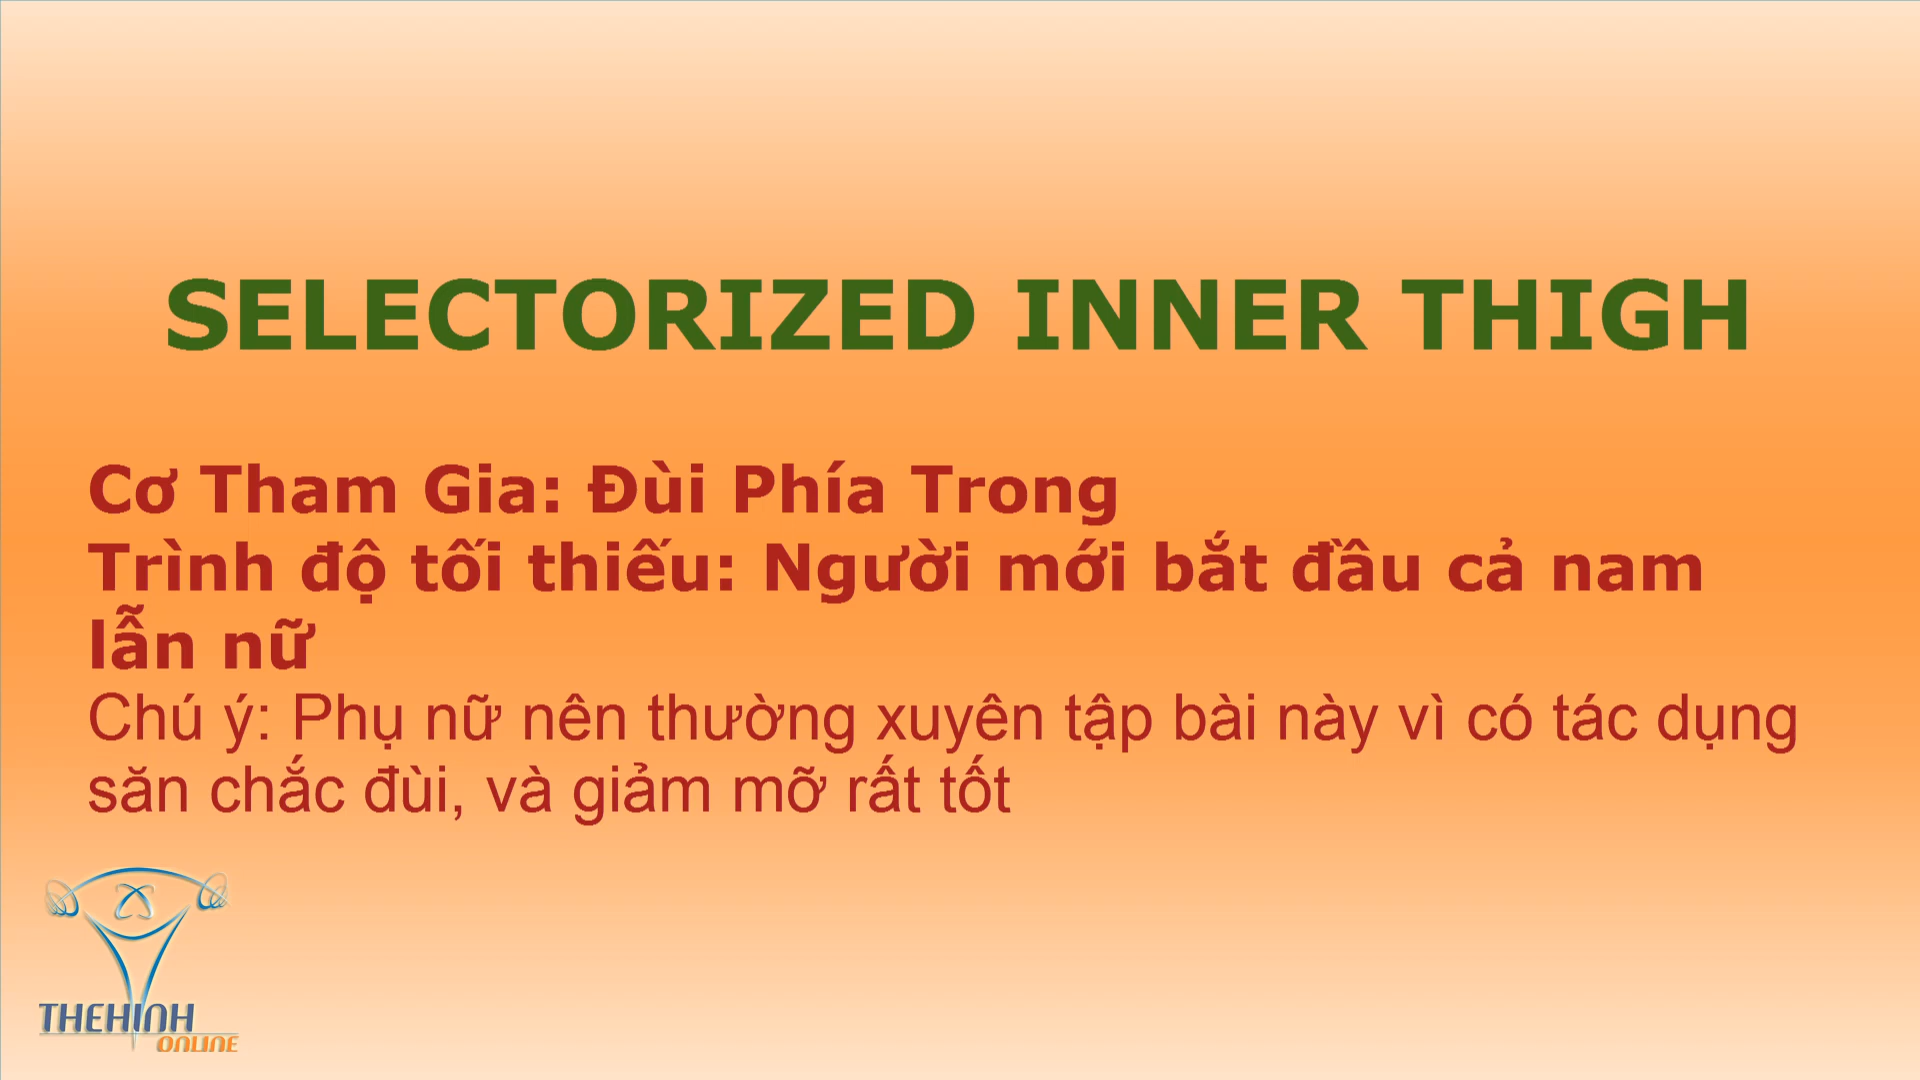 SELECTORIZED INNER THIGH
Cơ Tham Gia: Đùi Phía Trong
Trình độ tối thiếu: Người mới bắt đầu cả nam
lẫn nữ
Chú ý: Phụ nữ nên thường xuyên tập bài này vì có tác dụng
săn chắc đùi, và giảm mỡ rất tốt
THEHINH
ONLINE